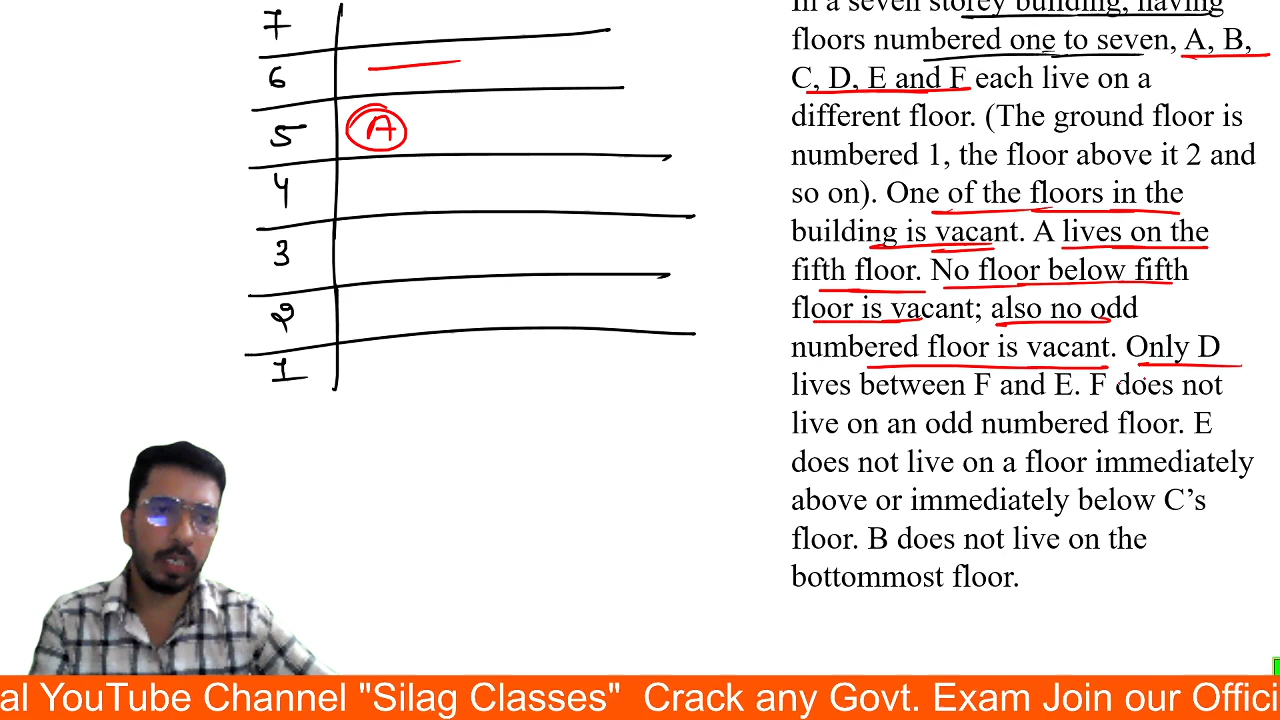 7
6
5 A
4
3
2
1
In a seven storey building, having
floors numbered one to seven, A, B,
C, D, E and F each live on a
different floor. (The ground floor is
numbered 1, the floor above it 2 and
so on). One of the floors in the
building is vacant. A lives on the
fifth floor. No floor below fifth
floor is vacant; also no odd
numbered floor is vacant. Only D
lives between F and E. F does not
live on an odd numbered floor. E
does not live on a floor immediately
above or immediately below C’s
floor. B does not live on the
bottommost floor.
al YouTube Channel "Silag Classes" Crack any Govt. Exam Join our Offici